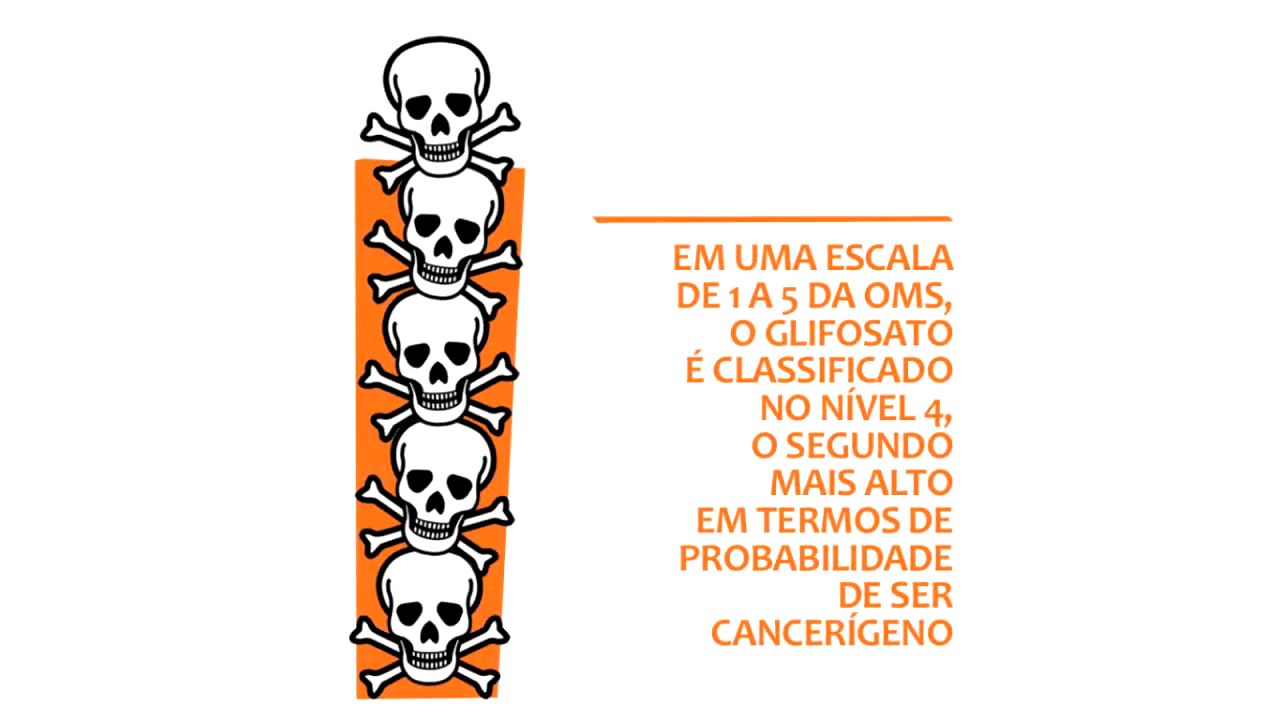 EM UMA ESCALA
DE 1 A 5 DA OMS,
O GLIFOSATO
É CLASSIFICADO
NO NÍVEL 4,
O SEGUNDO
MAIS ALTO
EM TERMOS DE
PROBABILIDADE
DE SER
CANCERÍGENO